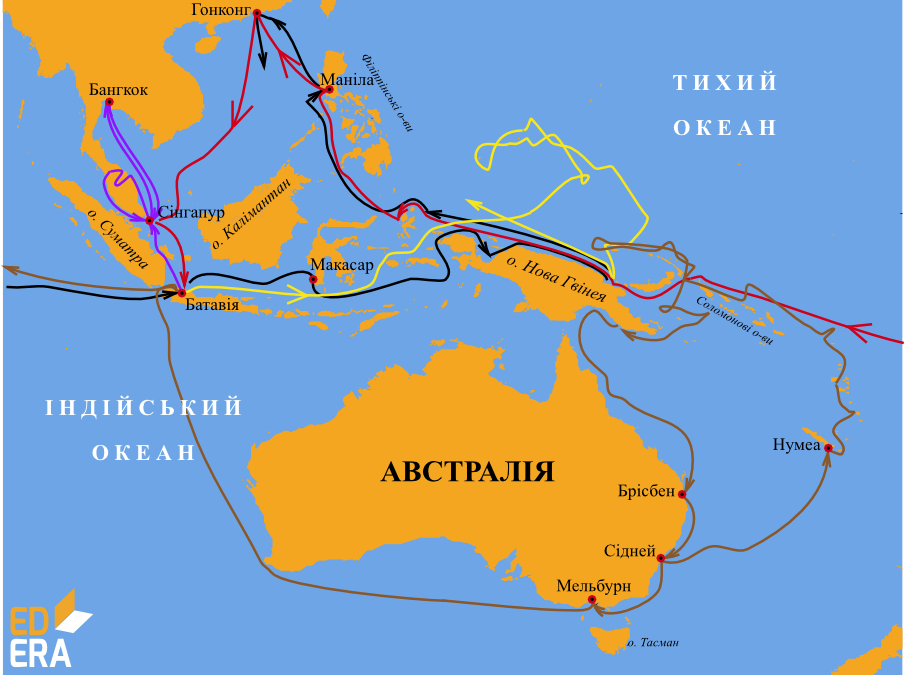 Гонконг
Філіппінські о-ви
Маніла
Бангкок
ТИХИЙ
ОКЕАН
о. Калімантан
Сінгапур
о. Суматра
Макасар
о. Нова Гвінея
Батавія
Соломонові о-ви
ІНДІЙСЬКИЙ
ОКЕАН
АВСТРАЛІЯ
Нумеа
Брісбен
Сідней
Мельбурн
о. Тасман
ED
ERA